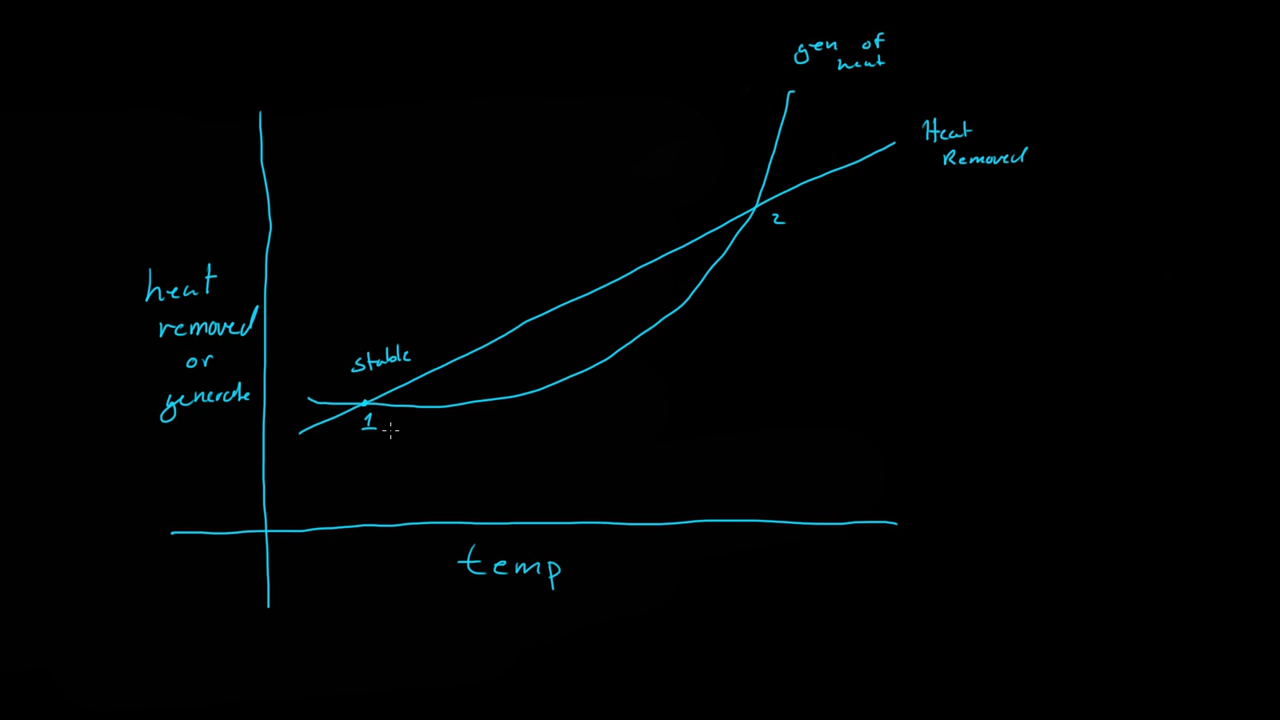 gen of
heat
Heat
Removed
2
heat
removed
or
generate
stable
1
temp